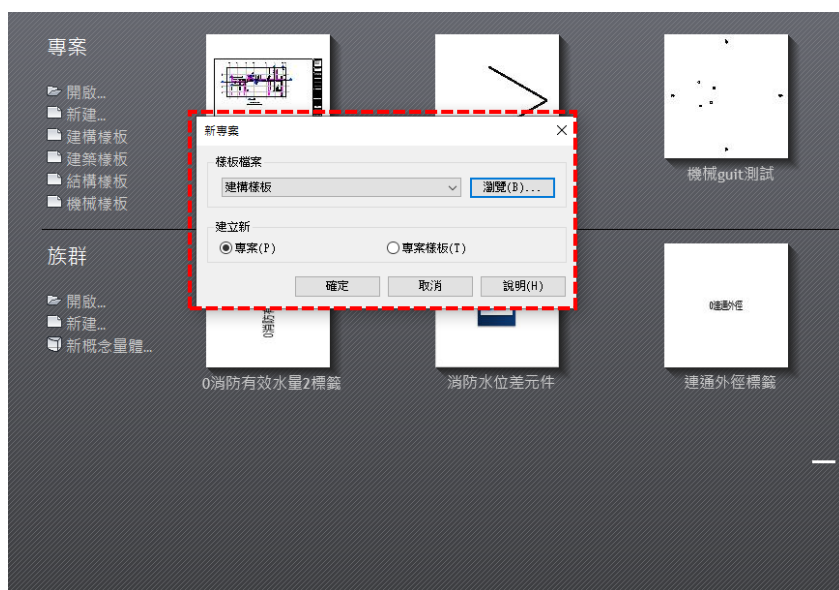 專案
開啟...
新建...
建構樣板
建築樣板
結構樣板
機械樣板
機械guit測試
新專案
樣板檔案
建構樣板
瀏覽(B)...
建立新
專案(P)
專案樣板(T)
確定
取消
說明(H)
族群
開啟...
新建...
新概念量體...
0消防有
0連通外徑
0消防有效水量2標籤
消防水位差元件
連通外徑標籤